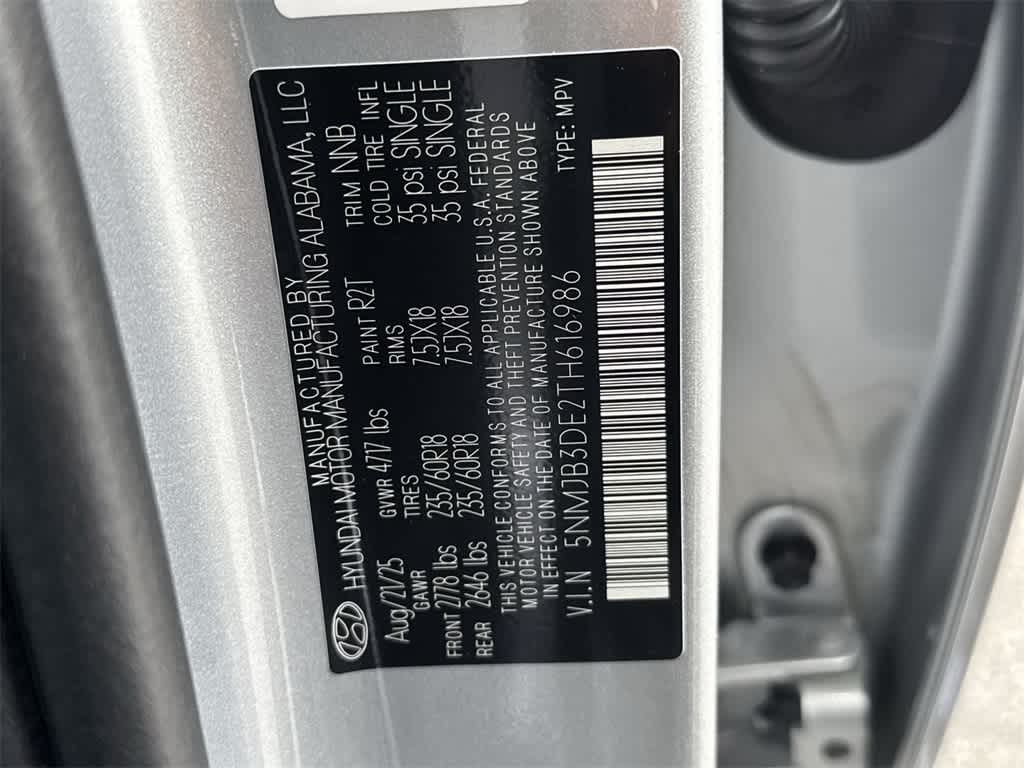 MANUFACTURED BY
HYUNDAI MOTOR MANUFACTURING ALABAMA, LLC
Aug/21/25 GVWR 4717 lbs PAINT R2T TRIM NNB
GAWR TIRES RIMS COLD TIRE INFL
FRONT 2778 lbs 235/60R18 7.5JX18 35 psi SINGLE
REAR 2646 lbs 235/60R18 7.5JX18 35 psi SINGLE
THIS VEHICLE CONFORMS TO ALL APPLICABLE U.S.A. FEDERAL
MOTOR VEHICLE SAFETY AND THEFT PREVENTION STANDARDS
IN EFFECT ON THE DATE OF MANUFACTURE SHOWN ABOVE
V.I.N 5NMJB3DE2TH616986 TYPE: MPV